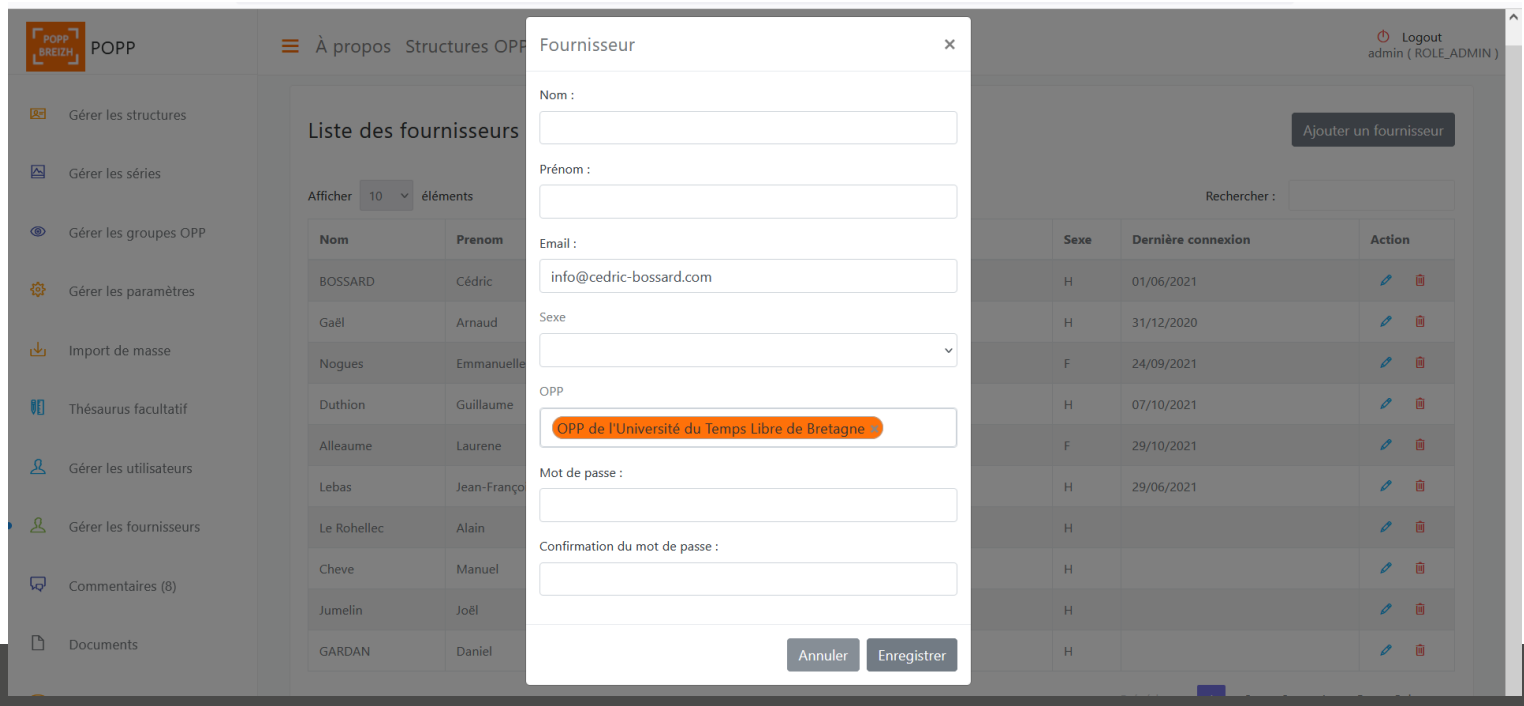 POPP
BREIZH
POPP
À propos Structures OPP
Logout
admin ( ROLE_ADMIN )
Gérer les structures
Gérer les séries
Gérer les groupes OPP
Gérer les paramètres
Import de masse
Thésaurus facultatif
Gérer les utilisateurs
Gérer les fournisseurs
Commentaires (8)
Documents
Liste des fournisseurs
Ajouter un fournisseur
Afficher 10 éléments
Rechercher :
Nom Prenom Sexe Dernière connexion Action
BOSSARD Cédric H 01/06/2021
Gaël Arnaud H 31/12/2020
Nogues Emmanuelle F 24/09/2021
Duthion Guillaume H 07/10/2021
Alleaume Laurene F 29/10/2021
Lebas Jean-Franço H 29/06/2021
Le Rohellec Alain H
Cheve Manuel H
Jumelin Joël H
GARDAN Daniel H
Fournisseur ×
Nom :
Prénom :
Email :
info@cedric-bossard.com
Sexe
OPP
OPP de l'Université du Temps Libre de Bretagne ×
Mot de passe :
Confirmation du mot de passe :
Annuler Enregistrer